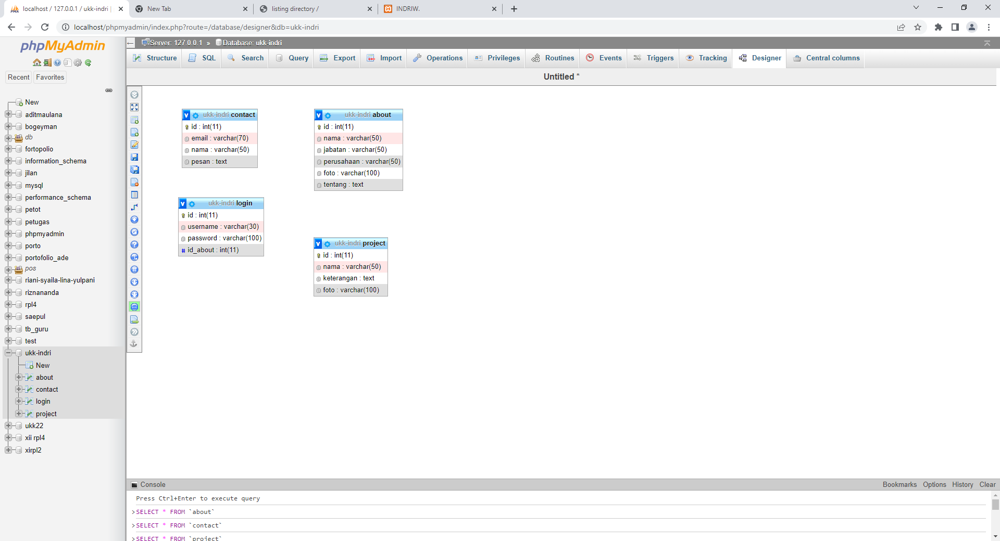 localhost / 127.0.0.1 / ukk-indri |
New Tab
listing directory /
INDRIW.
localhost/phpmyadmin/index.php?route=/database/designer&db=ukk-indri
phpMyAdmin
Recent
Favorites
New
aditmaulana
bogeyman
db
fortopolio
information_schema
jilan
mysql
performance_schema
petot
petugas
phpmyadmin
porto
portofolio_ade
pos
riani-syaila-lina-yulpani
riznananda
rpl4
saepul
tb_guru
test
ukk-indri
New
about
contact
login
project
ukk22
xii rpl4
xirpl2
Server: 127.0.0.1 » Database: ukk-indri
Structure
SQL
Search
Query
Export
Import
Operations
Privileges
Routines
Events
Triggers
Tracking
Designer
Central columns
Untitled *
v ukk-indri contact
id : int(11)
email : varchar(70)
nama : varchar(50)
pesan : text
v ukk-indri about
id : int(11)
nama : varchar(50)
jabatan : varchar(50)
perusahaan : varchar(50)
foto : varchar(100)
tentang : text
v ukk-indri login
id : int(11)
username : varchar(30)
password : varchar(100)
# id_about : int(11)
v ukk-indri project
id : int(11)
nama : varchar(50)
keterangan : text
foto : varchar(100)
Console
Bookmarks Options History Clear
Press Ctrl+Enter to execute query
>SELECT * FROM `about`
>SELECT * FROM `contact`
>SELECT * FROM `project`